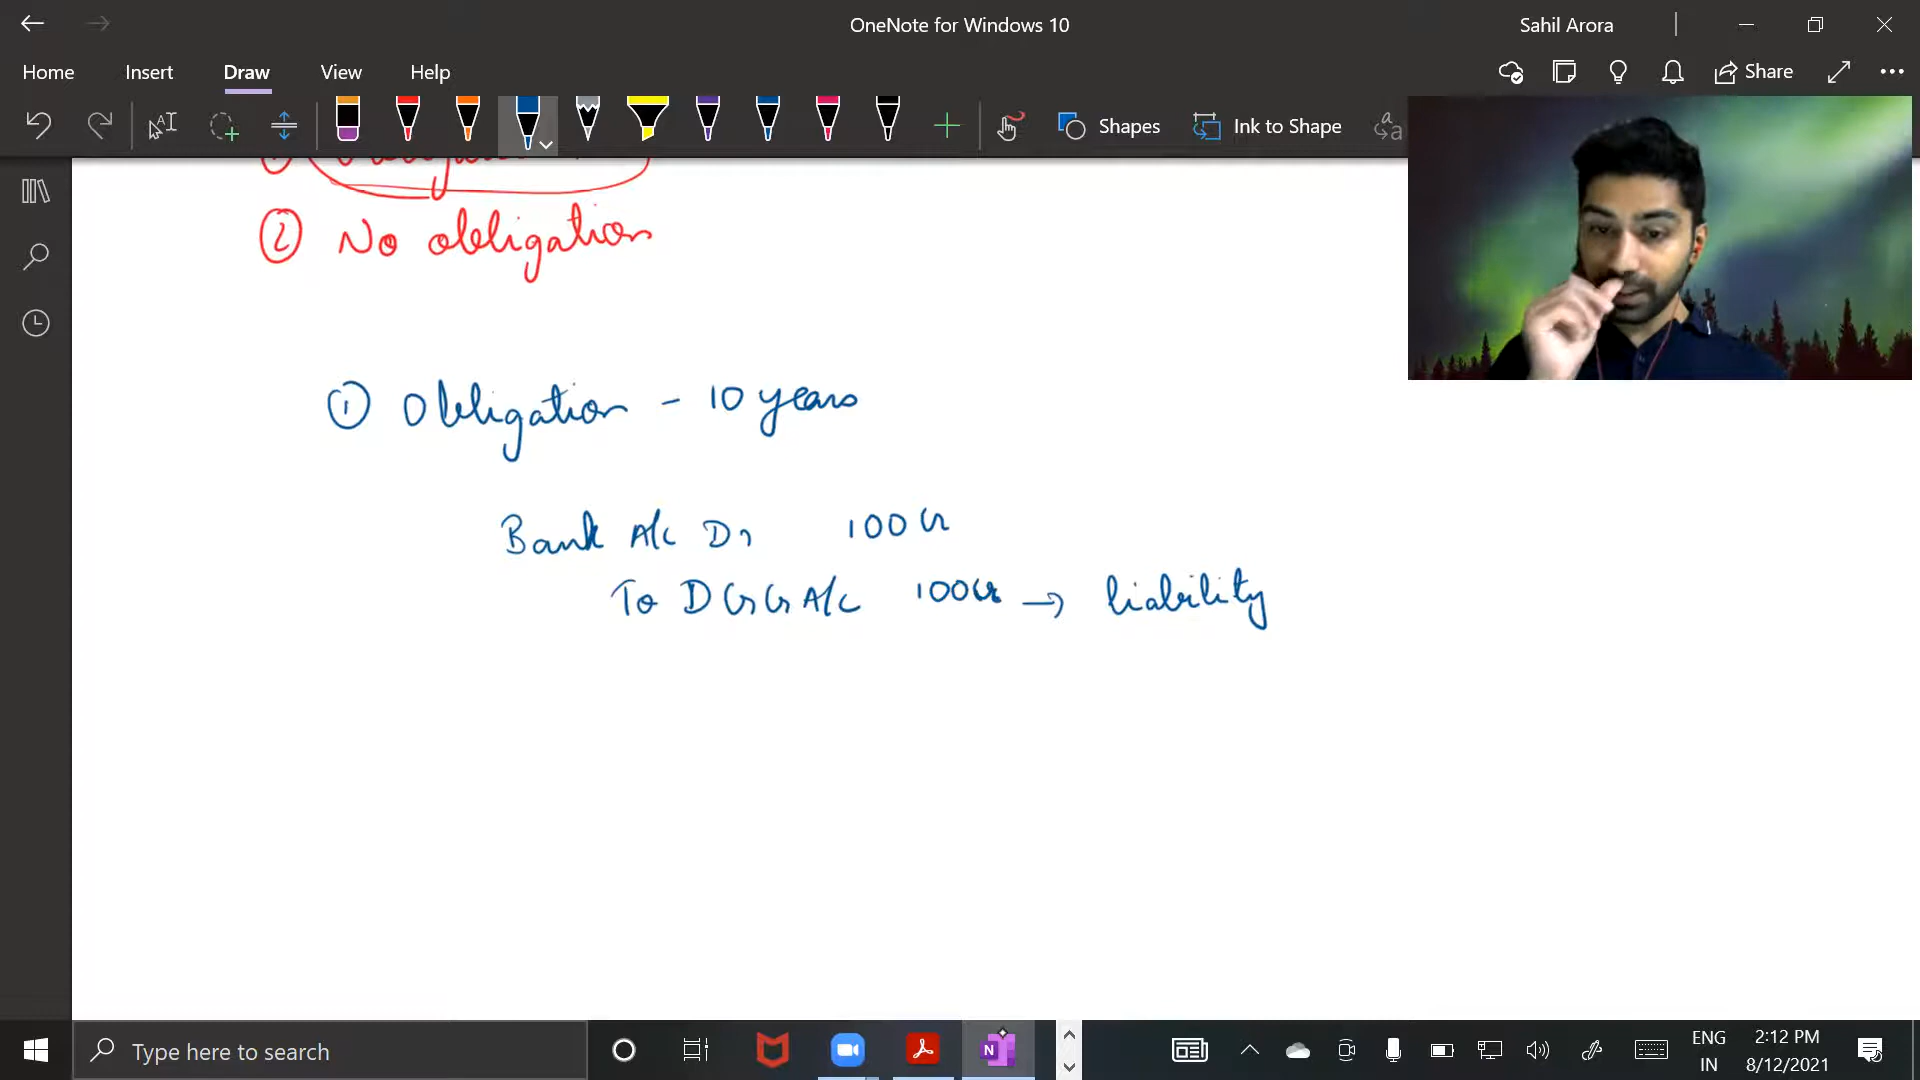 OneNote for Windows 10
Sahil Arora
Home Insert Draw View Help
Share
Shapes
Ink to Shape
② No obligation
① Obligation - 10 years
Bank A/c Dr 100 Cr
To DGG A/c 100 Cr → liability
Type here to search
ENG
IN
2:12 PM
8/12/2021